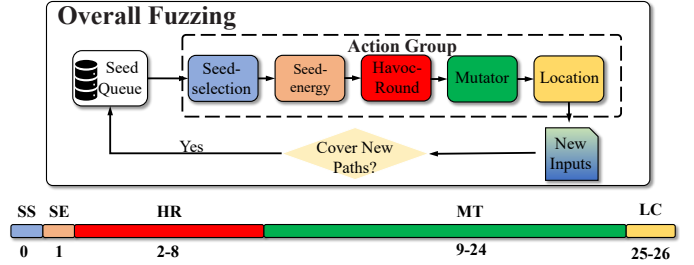 Overall Fuzzing
Action Group
Seed
Queue
Seed-
selection
Seed-
energy
Havoc-
Round
Mutator
Location
Yes
Cover New
Paths?
New
Inputs
SS SE HR MT LC
0 1 2-8 9-24 25-26